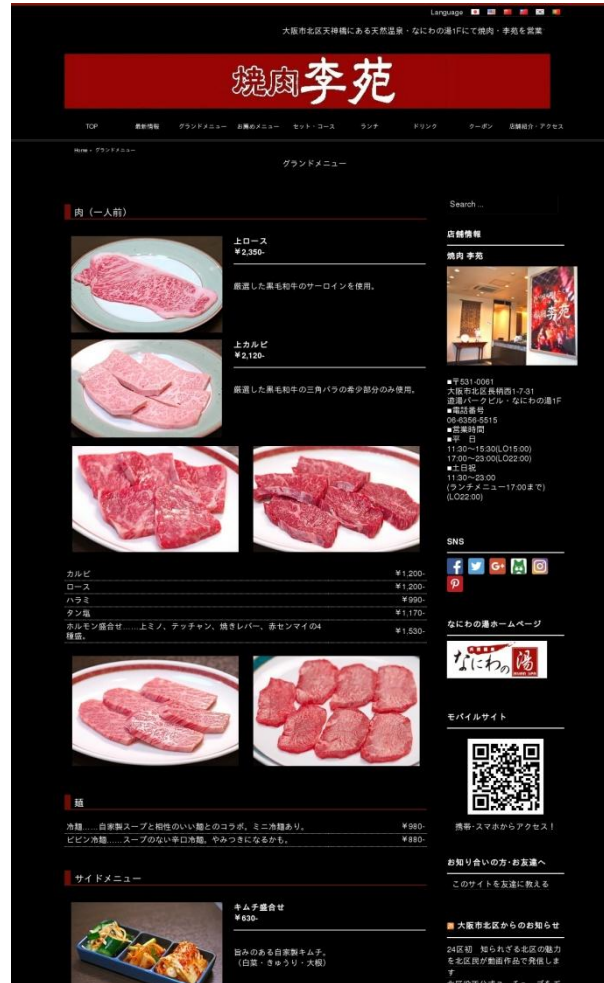 Language
大阪市北区天神橋にある天然温泉・なにわの湯1Fにて焼肉・李苑を営業
焼肉 李苑
TOP 最新情報 グランドメニュー お薦めメニュー セット・コース ランチ ドリンク クーポン 店舗紹介・アクセス
Home › グランドメニュー
グランドメニュー
肉（一人前）
上ロース
¥2,350-
厳選した黒毛和牛のサーロインを使用。
上カルビ
¥2,120-
厳選した黒毛和牛の三角バラの希少部分のみ使用。
カルビ ¥1,200-
ロース ¥1,200-
ハラミ ¥990-
タン塩 ¥1,170-
ホルモン盛合せ……上ミノ、テッチャン、焼きレバー、赤センマイの4
種盛。 ¥1,530-
麺
冷麺……自家製スープと相性のいい麺とのコラボ。ミニ冷麺あり。 ¥980-
ビビン冷麺……スープのない辛口冷麺。やみつきになるかも。 ¥880-
サイドメニュー
キムチ盛合せ
¥630-
旨みのある自家製キムチ。
（白菜・きゅうり・大根）
Search ...
店舗情報
焼肉 李苑
李苑
■〒531-0061
大阪市北区長柄西1-7-31
遊湯パークビル・なにわの湯1F
■電話番号
06-6356-5515
■営業時間
■平　日
11:30～15:30(LO15:00)
17:00～23:00(LO22:00)
■土日祝
11:30～23:00
(ランチメニュー17:00まで)
(LO22:00)
SNS
なにわの湯ホームページ
なにわの湯
モバイルサイト
携帯・スマホからアクセス！
お知り合いの方・お友達へ
このサイトを友達に教える
大阪市北区からのお知らせ
24区初　知られざる北区の魅力
を北区民が動画作品で発信しま
す